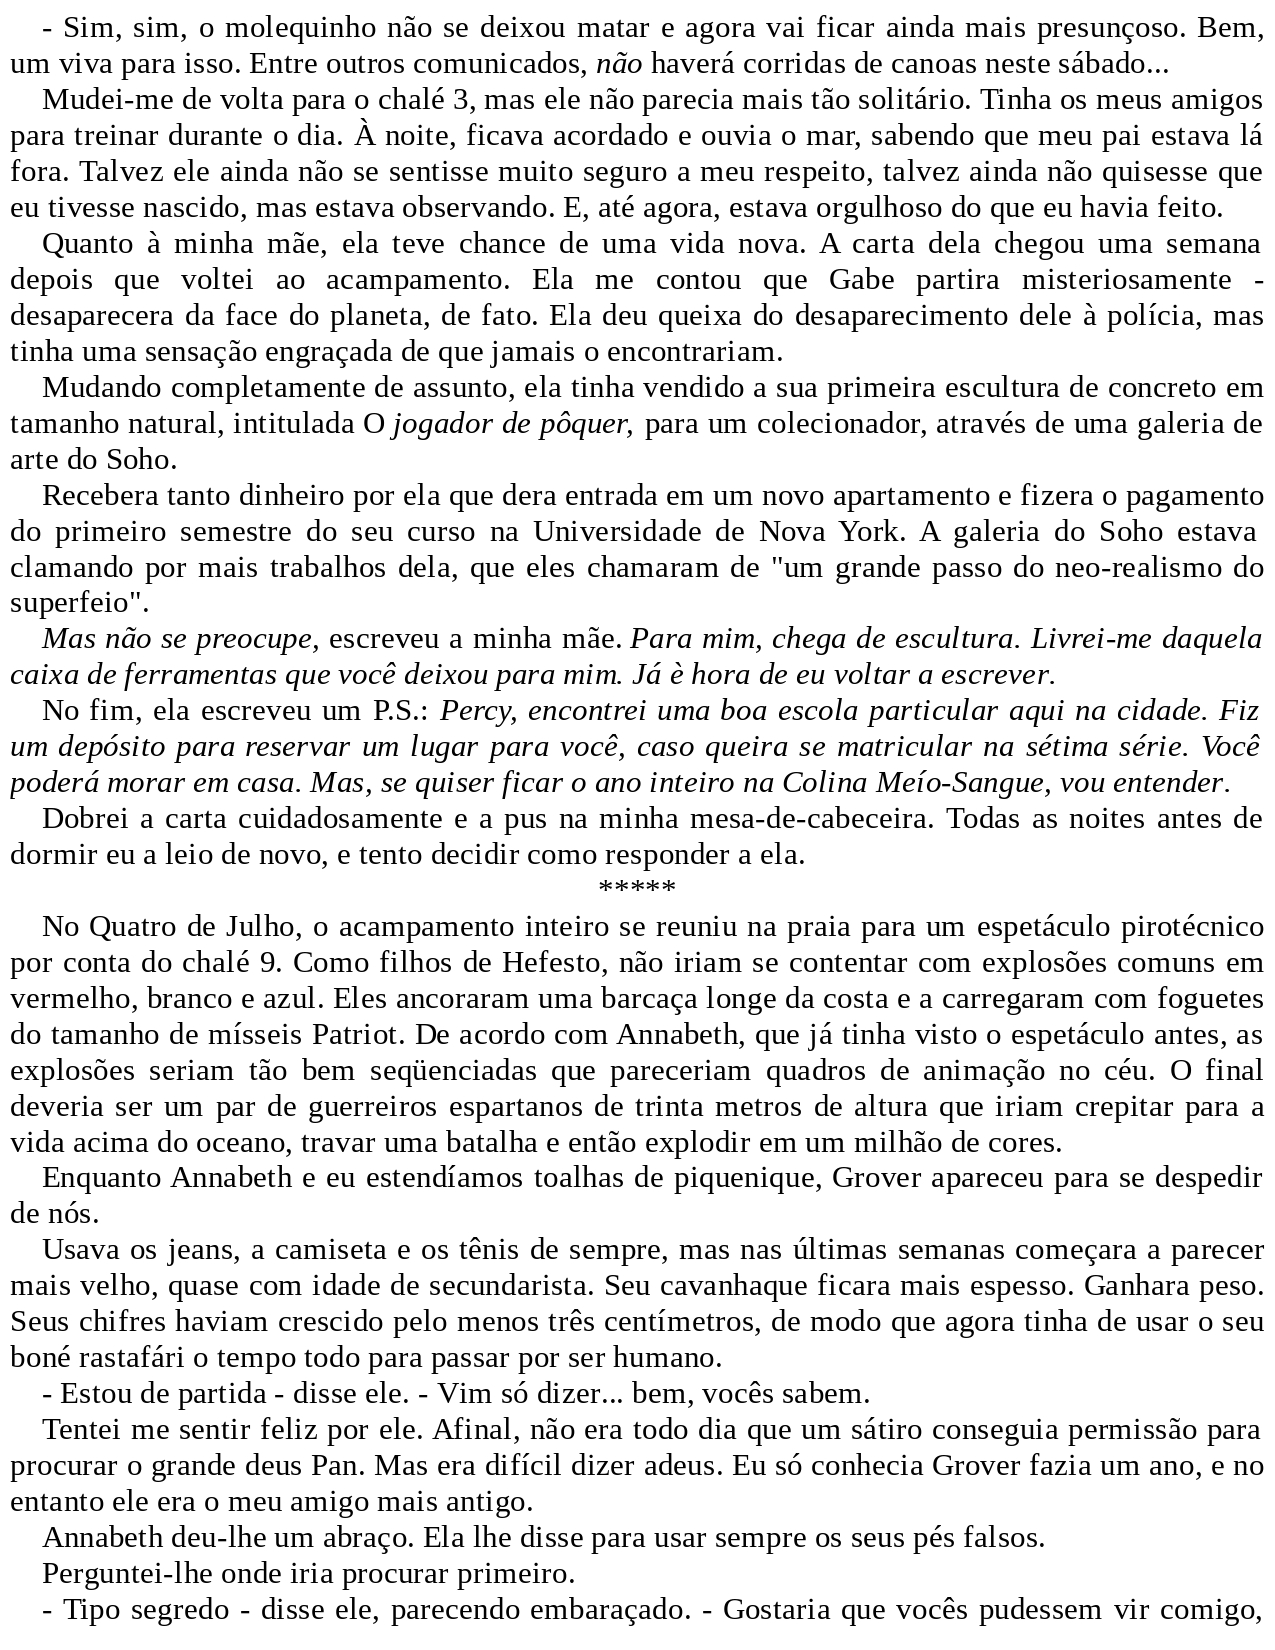 - Sim, sim, o molequinho não se deixou matar e agora vai ficar ainda mais presunçoso. Bem,
um viva para isso. Entre outros comunicados, não haverá corridas de canoas neste sábado...
Mudei-me de volta para o chalé 3, mas ele não parecia mais tão solitário. Tinha os meus amigos
para treinar durante o dia. À noite, ficava acordado e ouvia o mar, sabendo que meu pai estava lá
fora. Talvez ele ainda não se sentisse muito seguro a meu respeito, talvez ainda não quisesse que
eu tivesse nascido, mas estava observando. E, até agora, estava orgulhoso do que eu havia feito.
Quanto à minha mãe, ela teve chance de uma vida nova. A carta dela chegou uma semana
depois que voltei ao acampamento. Ela me contou que Gabe partira misteriosamente -
desaparecera da face do planeta, de fato. Ela deu queixa do desaparecimento dele à polícia, mas
tinha uma sensação engraçada de que jamais o encontrariam.
Mudando completamente de assunto, ela tinha vendido a sua primeira escultura de concreto em
tamanho natural, intitulada O jogador de pôquer, para um colecionador, através de uma galeria de
arte do Soho.
Recebera tanto dinheiro por ela que dera entrada em um novo apartamento e fizera o pagamento
do primeiro semestre do seu curso na Universidade de Nova York. A galeria do Soho estava
clamando por mais trabalhos dela, que eles chamaram de "um grande passo do neo-realismo do
superfeio".
Mas não se preocupe, escreveu a minha mãe. Para mim, chega de escultura. Livrei-me daquela
caixa de ferramentas que você deixou para mim. Já è hora de eu voltar a escrever.
No fim, ela escreveu um P.S.: Percy, encontrei uma boa escola particular aqui na cidade. Fiz
um depósito para reservar um lugar para você, caso queira se matricular na sétima série. Você
poderá morar em casa. Mas, se quiser ficar o ano inteiro na Colina Meío-Sangue, vou entender.
Dobrei a carta cuidadosamente e a pus na minha mesa-de-cabeceira. Todas as noites antes de
dormir eu a leio de novo, e tento decidir como responder a ela.
*****
No Quatro de Julho, o acampamento inteiro se reuniu na praia para um espetáculo pirotécnico
por conta do chalé 9. Como filhos de Hefesto, não iriam se contentar com explosões comuns em
vermelho, branco e azul. Eles ancoraram uma barcaça longe da costa e a carregaram com foguetes
do tamanho de mísseis Patriot. De acordo com Annabeth, que já tinha visto o espetáculo antes, as
explosões seriam tão bem seqüenciadas que pareceriam quadros de animação no céu. O final
deveria ser um par de guerreiros espartanos de trinta metros de altura que iriam crepitar para a
vida acima do oceano, travar uma batalha e então explodir em um milhão de cores.
Enquanto Annabeth e eu estendíamos toalhas de piquenique, Grover apareceu para se despedir
de nós.
Usava os jeans, a camiseta e os tênis de sempre, mas nas últimas semanas começara a parecer
mais velho, quase com idade de secundarista. Seu cavanhaque ficara mais espesso. Ganhara peso.
Seus chifres haviam crescido pelo menos três centímetros, de modo que agora tinha de usar o seu
boné rastafári o tempo todo para passar por ser humano.
- Estou de partida - disse ele. - Vim só dizer... bem, vocês sabem.
Tentei me sentir feliz por ele. Afinal, não era todo dia que um sátiro conseguia permissão para
procurar o grande deus Pan. Mas era difícil dizer adeus. Eu só conhecia Grover fazia um ano, e no
entanto ele era o meu amigo mais antigo.
Annabeth deu-lhe um abraço. Ela lhe disse para usar sempre os seus pés falsos.
Perguntei-lhe onde iria procurar primeiro.
- Tipo segredo - disse ele, parecendo embaraçado. - Gostaria que vocês pudessem vir comigo,